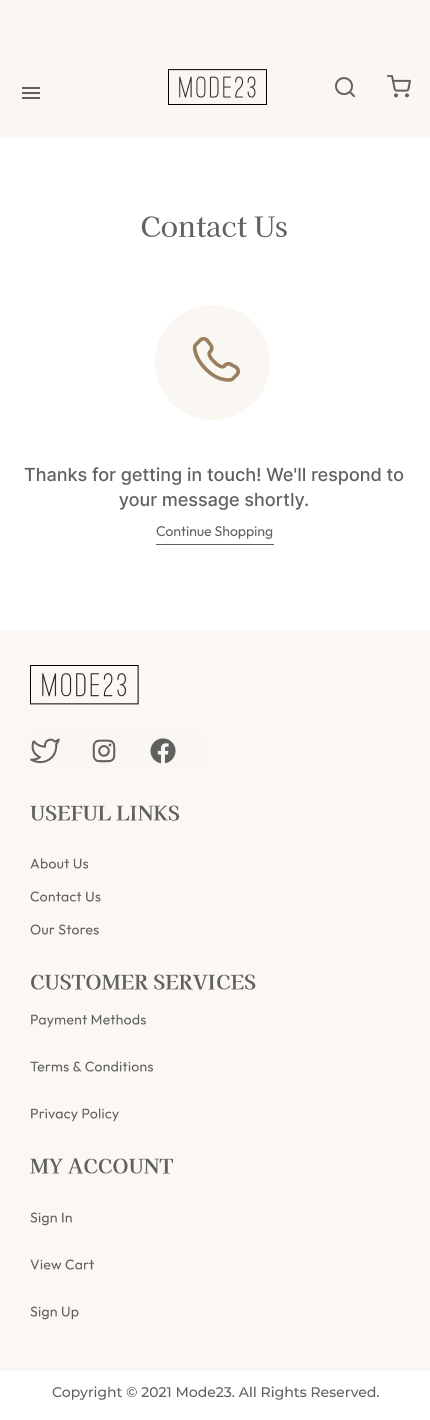 MODE23
Contact Us
Thanks for getting in touch! We'll respond to
your message shortly.
Continue Shopping
MODE23
USEFUL LINKS
About Us
Contact Us
Our Stores
CUSTOMER SERVICES
Payment Methods
Terms & Conditions
Privacy Policy
MY ACCOUNT
Sign In
View Cart
Sign Up
Copyright © 2021 Mode23. All Rights Reserved.